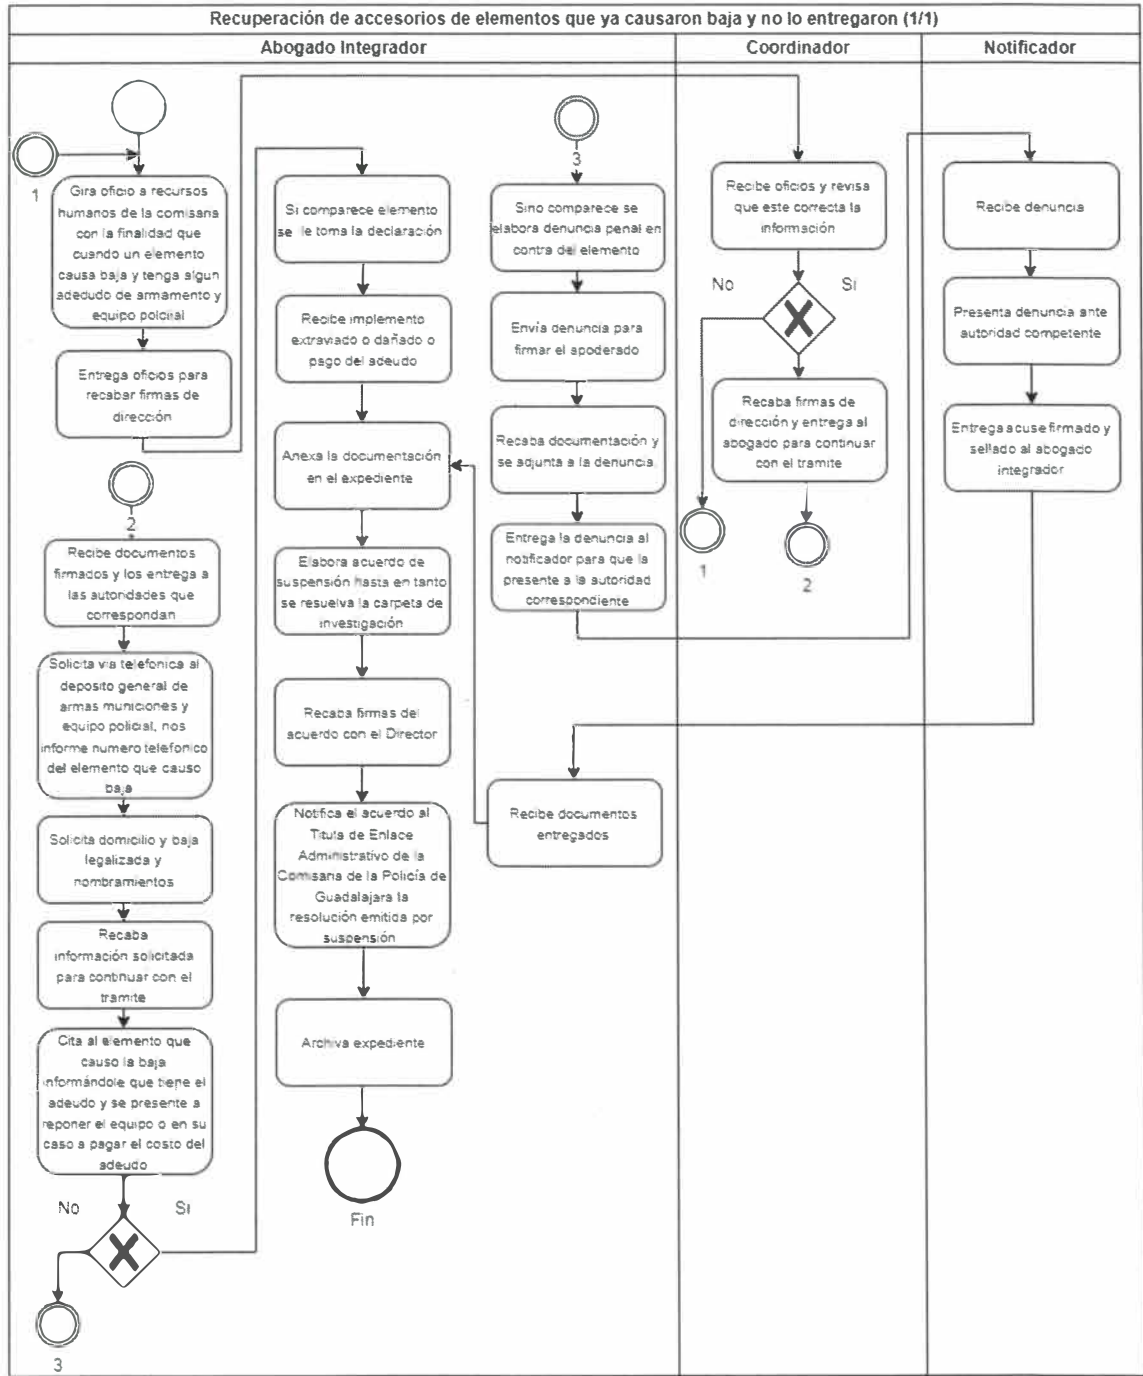 Recuperación de accesorios de elementos que ya causaron baja y no lo entregaron (1/1)
Abogado Integrador
Coordinador
Notificador
1
Gira oficio a recursos
humanos de la comisaria
con la finalidad que
cuando un elemento
causa baja y tenga algun
adedudo de armamento y
equipo policial
Entrega oficios para
recabar firmas de
dirección
2
Recibe documentos
firmados y los entrega a
las autoridades que
correspondan
Solicita via telefonica al
deposito general de
armas municiones y
equipo policial, nos
informe numero telefonico
del elemento que causo
baja
Solicita domicilio y baja
legalizada y
nombramientos
Recaba
información solicitada
para continuar con el
tramite
Cita al elemento que
causo la baja
informándole que tiene el
adeudo y se presente a
reponer el equipo o en su
caso a pagar el costo del
adeudo
No
Si
3
Si comparece elemento
se le toma la declaración
Recibe implemento
extraviado o dañado o
pago del adeudo
Anexa la documentación
en el expediente
Elabora acuerdo de
suspensión hasta en tanto
se resuelva la carpeta de
investigación
Recaba firmas del
acuerdo con el Director
Notifica el acuerdo al
Titula de Enlace
Administrativo de la
Comisaria de la Policía de
Guadalajara la
resolución emitida por
suspensión
Archiva expediente
Fin
3
Sino comparece se
elabora denuncia penal en
contra del elemento
Envía denuncia para
firmar el apoderado
Recaba documentación y
se adjunta a la denuncia
Entrega la denuncia al
notificador para que la
presente a la autoridad
correspondiente
Recibe documentos
entregados
Recibe oficios y revisa
que este correcta la
información
No
Si
Recaba firmas de
dirección y entrega al
abogado para continuar
con el tramite
1
2
Recibe denuncia
Presenta denuncia ante
autoridad competente
Entrega acuse firmado y
sellado al abogado
integrador